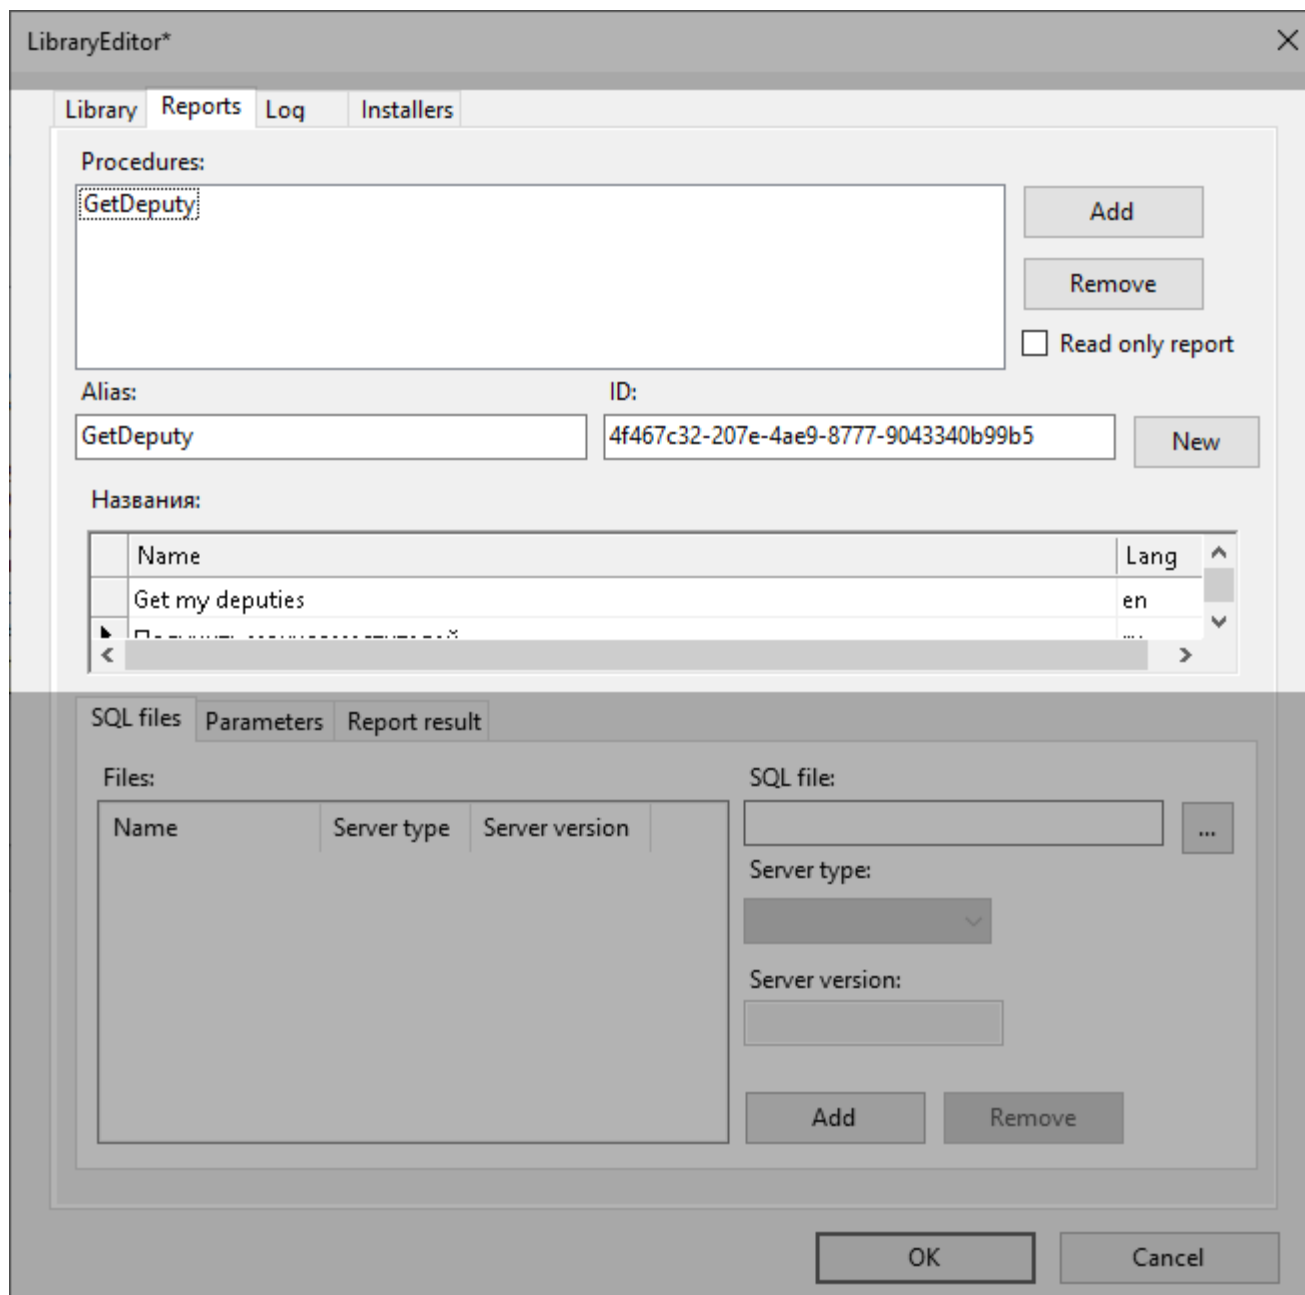 LibraryEditor*
Library Reports Log Installers
Procedures:
GetDeputy
Add
Remove
Read only report
Alias: ID:
GetDeputy 4f467c32-207e-4ae9-8777-9043340b99b5 New
Названия:
Name Lang
Get my deputies en
SQL files Parameters Report result
Files: SQL file:
Name Server type Server version ...
Server type:
Server version:
Add Remove
OK Cancel